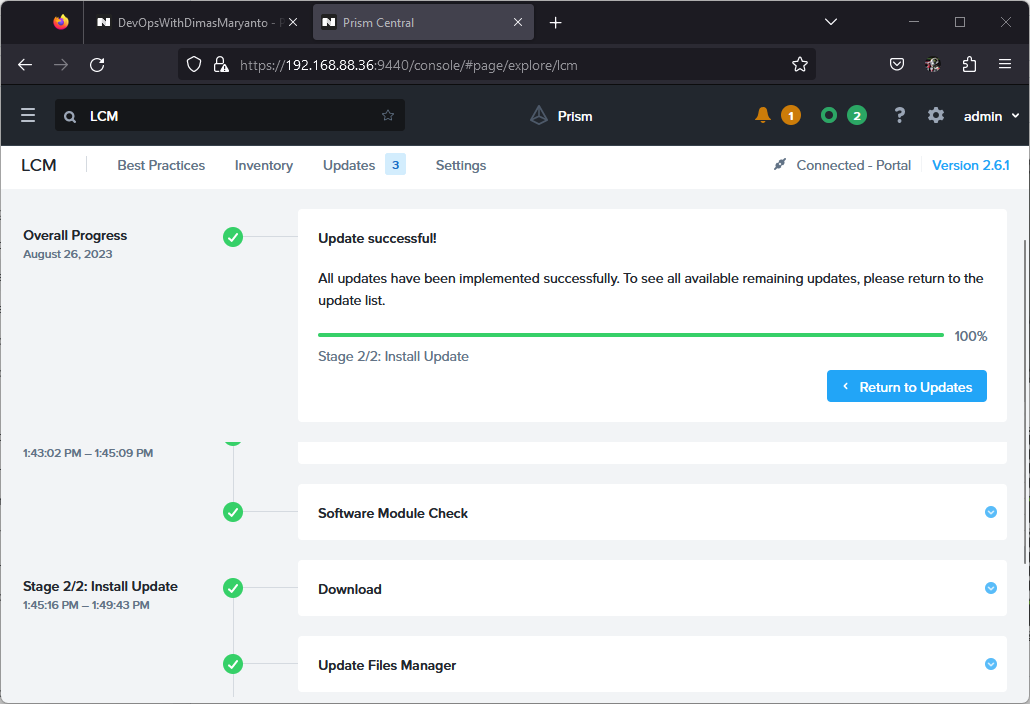 DevOpsWithDimasMaryanto - P
Prism Central
https://192.168.88.36:9440/console/#page/explore/lcm
LCM
Prism
1
2
?
admin
LCM
Best Practices
Inventory
Updates 3
Settings
Connected - Portal
Version 2.6.1
Overall Progress
August 26, 2023
Update successful!
All updates have been implemented successfully. To see all available remaining updates, please return to the
update list.
100%
Stage 2/2: Install Update
Return to Updates
1:43:02 PM – 1:45:09 PM
Software Module Check
Stage 2/2: Install Update
1:45:16 PM – 1:49:43 PM
Download
Update Files Manager